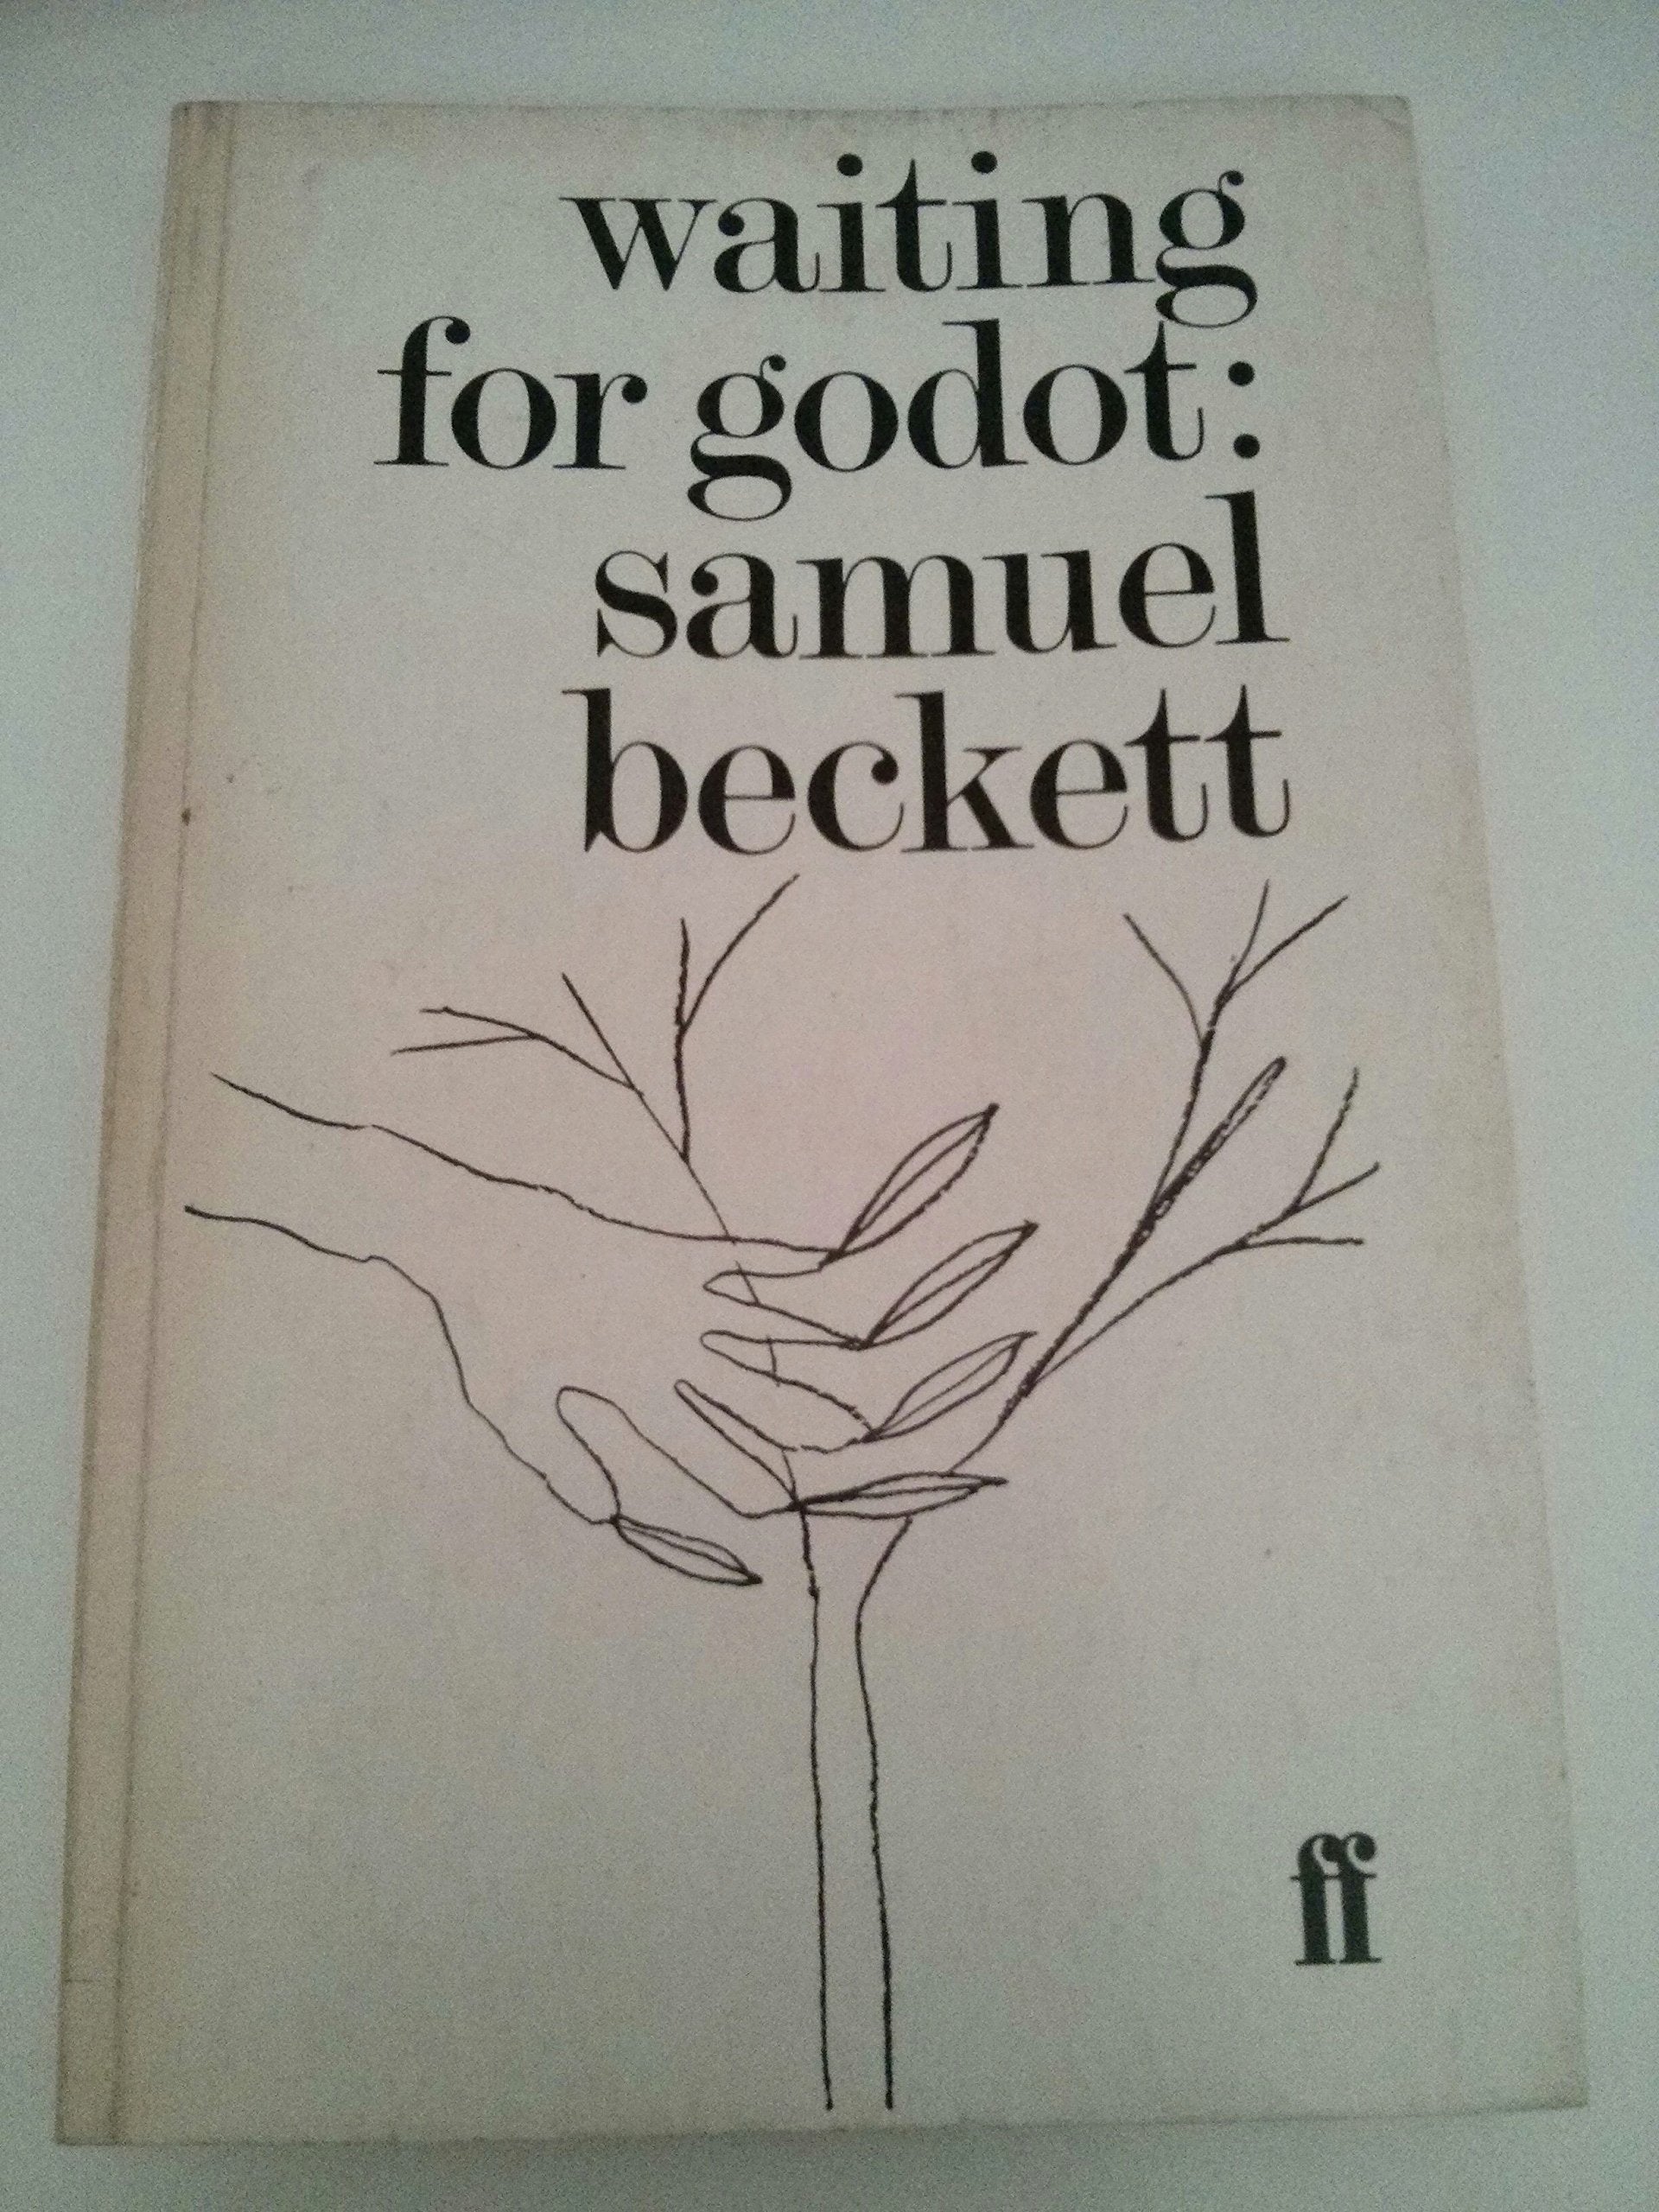 waiting
for godot:
samuel
beckett
ff